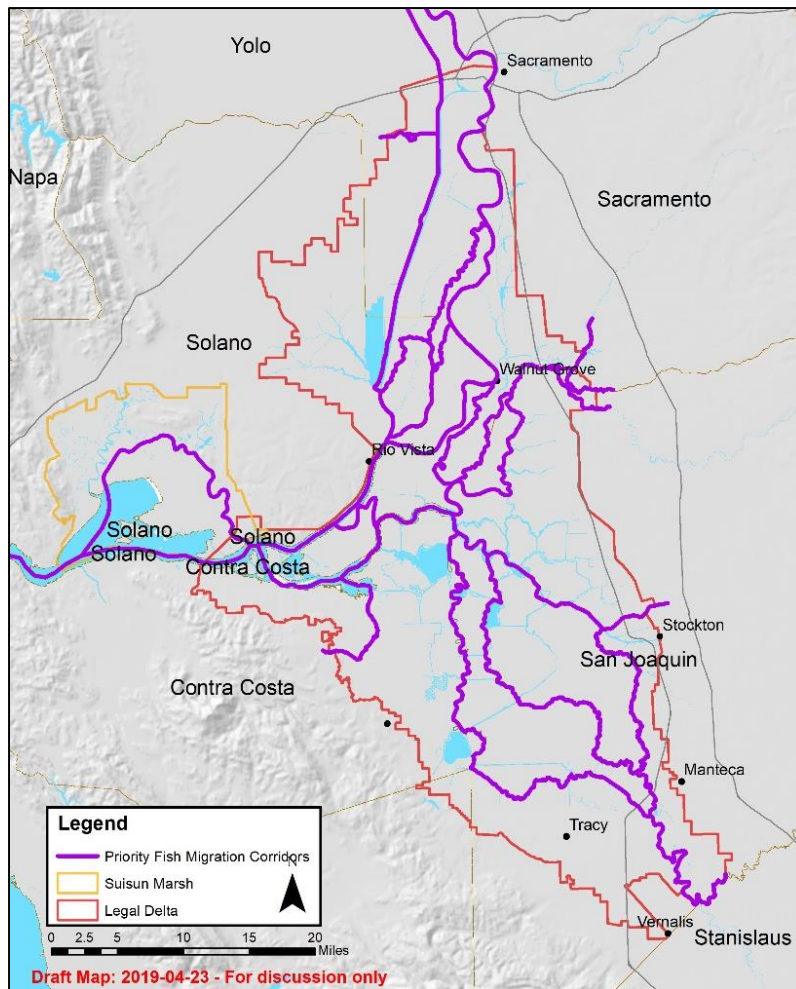 Yolo
Sacramento
Napa
Sacramento
Solano
Walnut Grove
Rio Vista
Solano
Solano
Solano
Contra Costa
Stockton
San Joaquin
Contra Costa
Manteca
Tracy
Vernalis
Stanislaus
Legend
Priority Fish Migration Corridors
Suisun Marsh
Legal Delta
N
0 2.5 5 10 15 20
Miles
Draft Map: 2019-04-23 - For discussion only